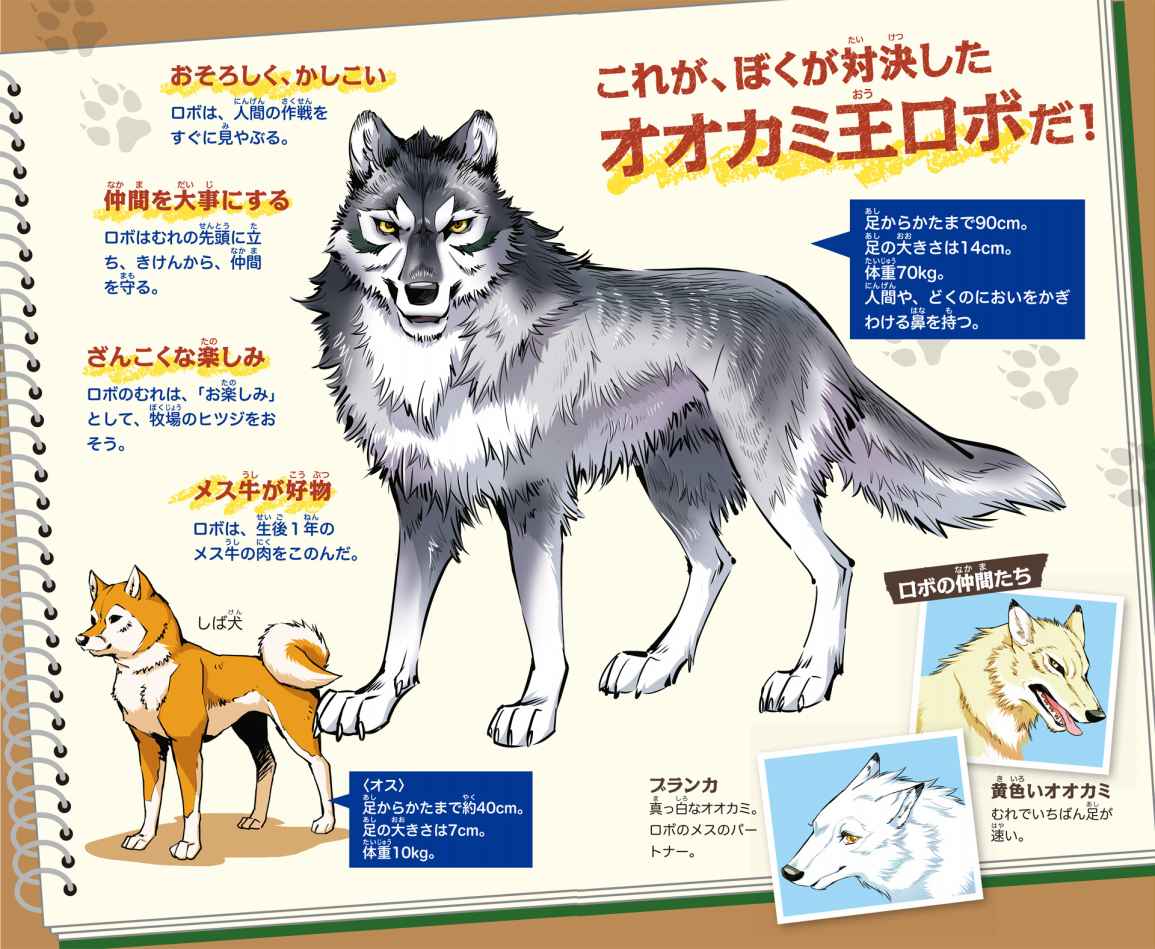 これが、ぼくが対決した
オオカミ王ロボだ!
おそろしく、かしこい
ロボは、人間の作戦を
すぐに見やぶる。
仲間を大事にする
ロボはむれの先頭に立
ち、きけんから、仲間
を守る。
ざんこくな楽しみ
ロボのむれは、「お楽しみ」
として、牧場のヒツジをお
そう。
メス牛が好物
ロボは、生後1年の
メス牛の肉をこのんだ。
足からかたまで90cm。
足の大きさは14cm。
体重70kg。
人間や、どくのにおいをかぎ
わける鼻を持つ。
しば犬
〈オス〉
足からかたまで約40cm。
足の大きさは7cm。
体重10kg。
ロボの仲間たち
ブランカ
真っ白なオオカミ。
ロボのメスのパー
トナー。
黄色いオオカミ
むれでいちばん足が
速い。